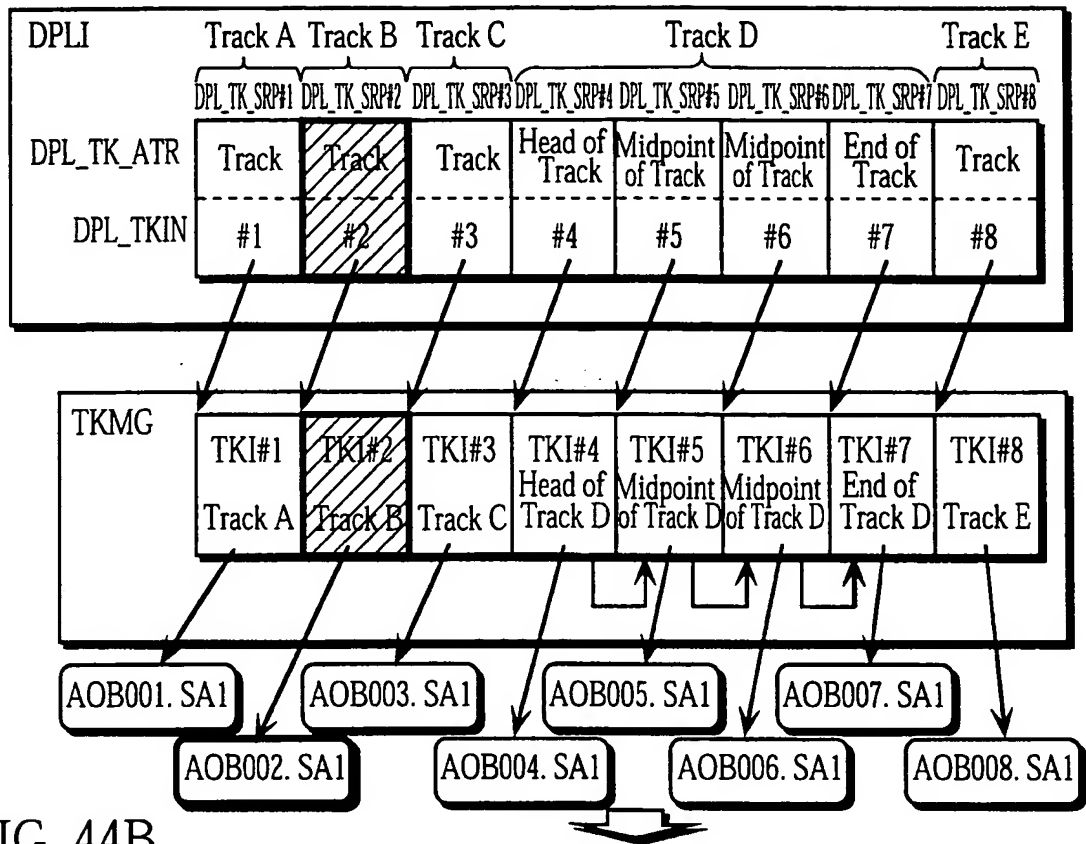 DPLI Track A Track B Track C Track D Track E
DPL_TK_SRP#1 DPL_TK_SRP#2 DPL_TK_SRP#3 DPL_TK_SRP#4 DPL_TK_SRP#5 DPL_TK_SRP#6 DPL_TK_SRP#7 DPL_TK_SRP#8
DPL_TK_ATR Track Track Track Head of Track Midpoint of Track Midpoint of Track End of Track Track
DPL_TKIN #1 #2 #3 #4 #5 #6 #7 #8
TKMG TKI#1 TKI#2 TKI#3 TKI#4 TKI#5 TKI#6 TKI#7 TKI#8
Track A Track B Track C Head of Track D Midpoint of Track D Midpoint of Track D End of Track D Track E
AOB001. SA1 AOB003. SA1 AOB005. SA1 AOB007. SA1
AOB002. SA1 AOB004. SA1 AOB006. SA1 AOB008. SA1
IG. 44B